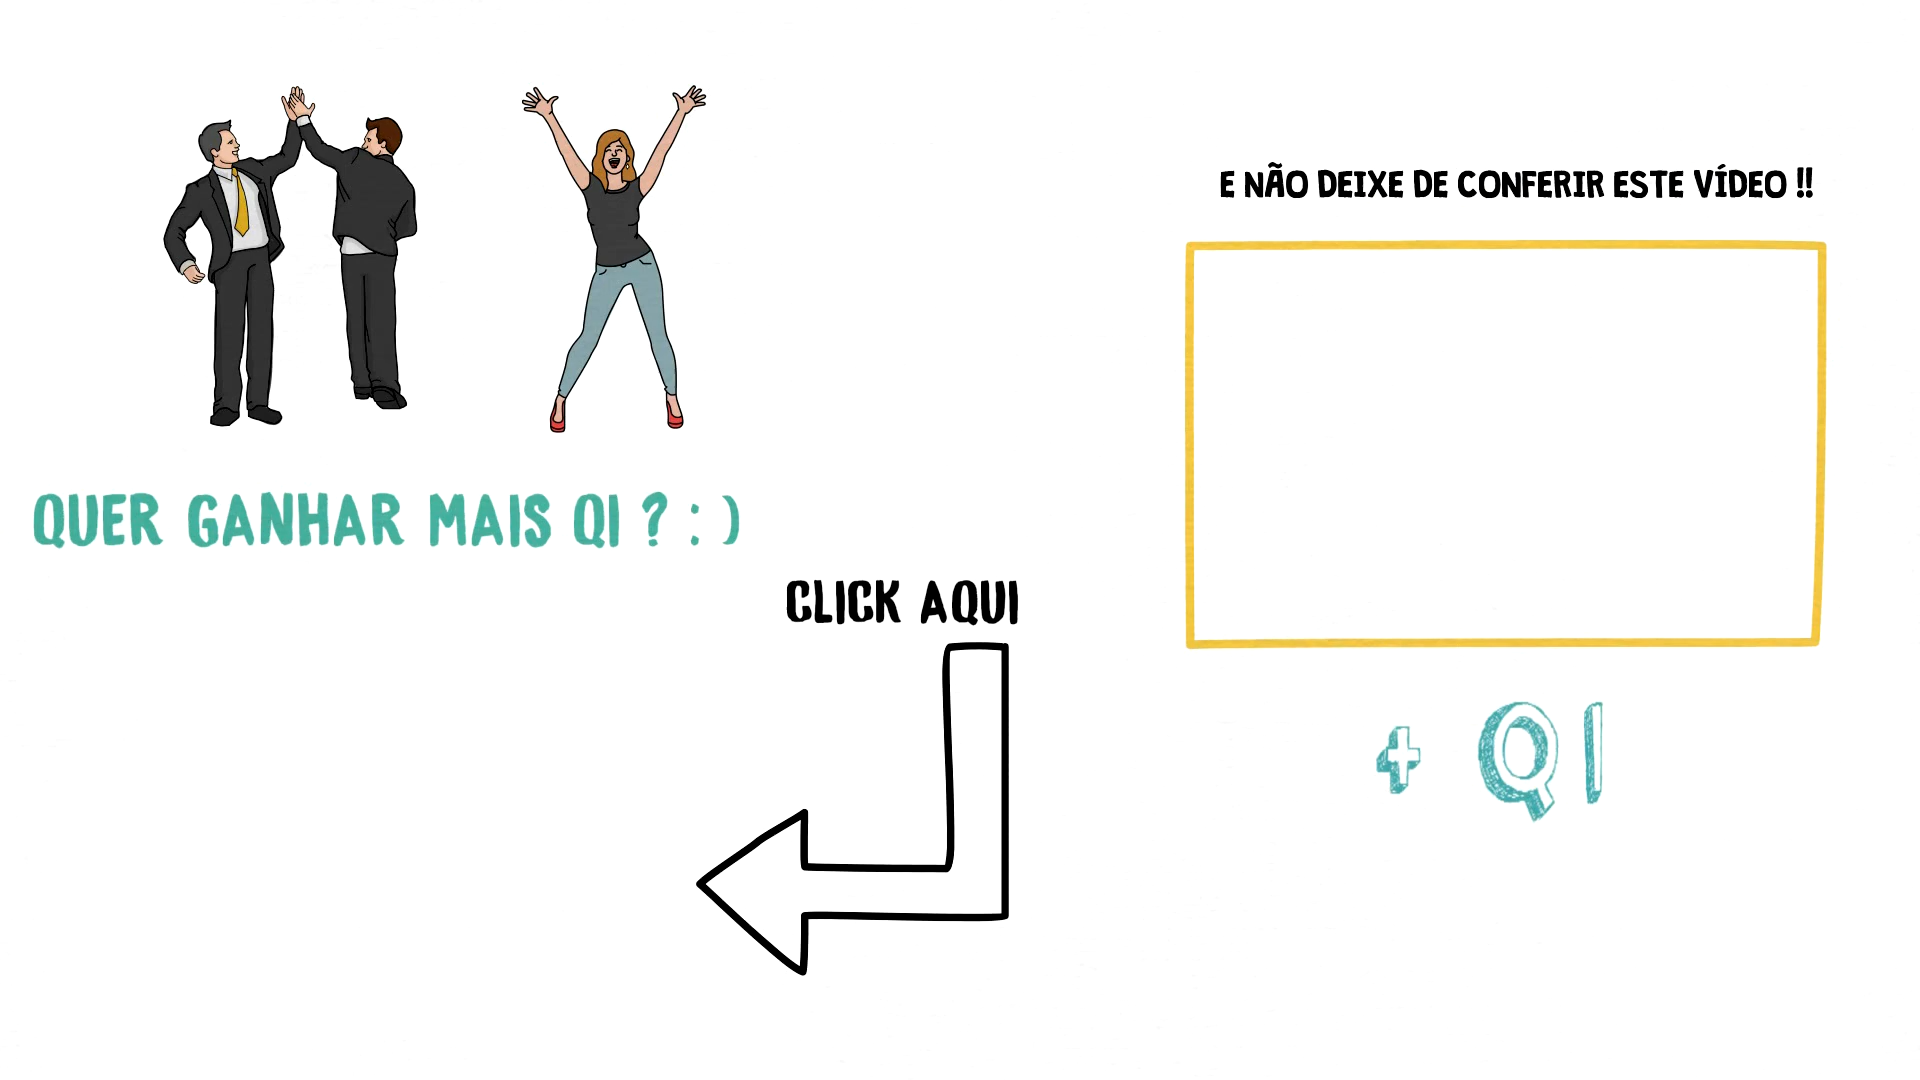 QUER GANHAR MAIS QI ? : )
CLICK AQUI
E NÃO DEIXE DE CONFERIR ESTE VÍDEO !!
+ QI